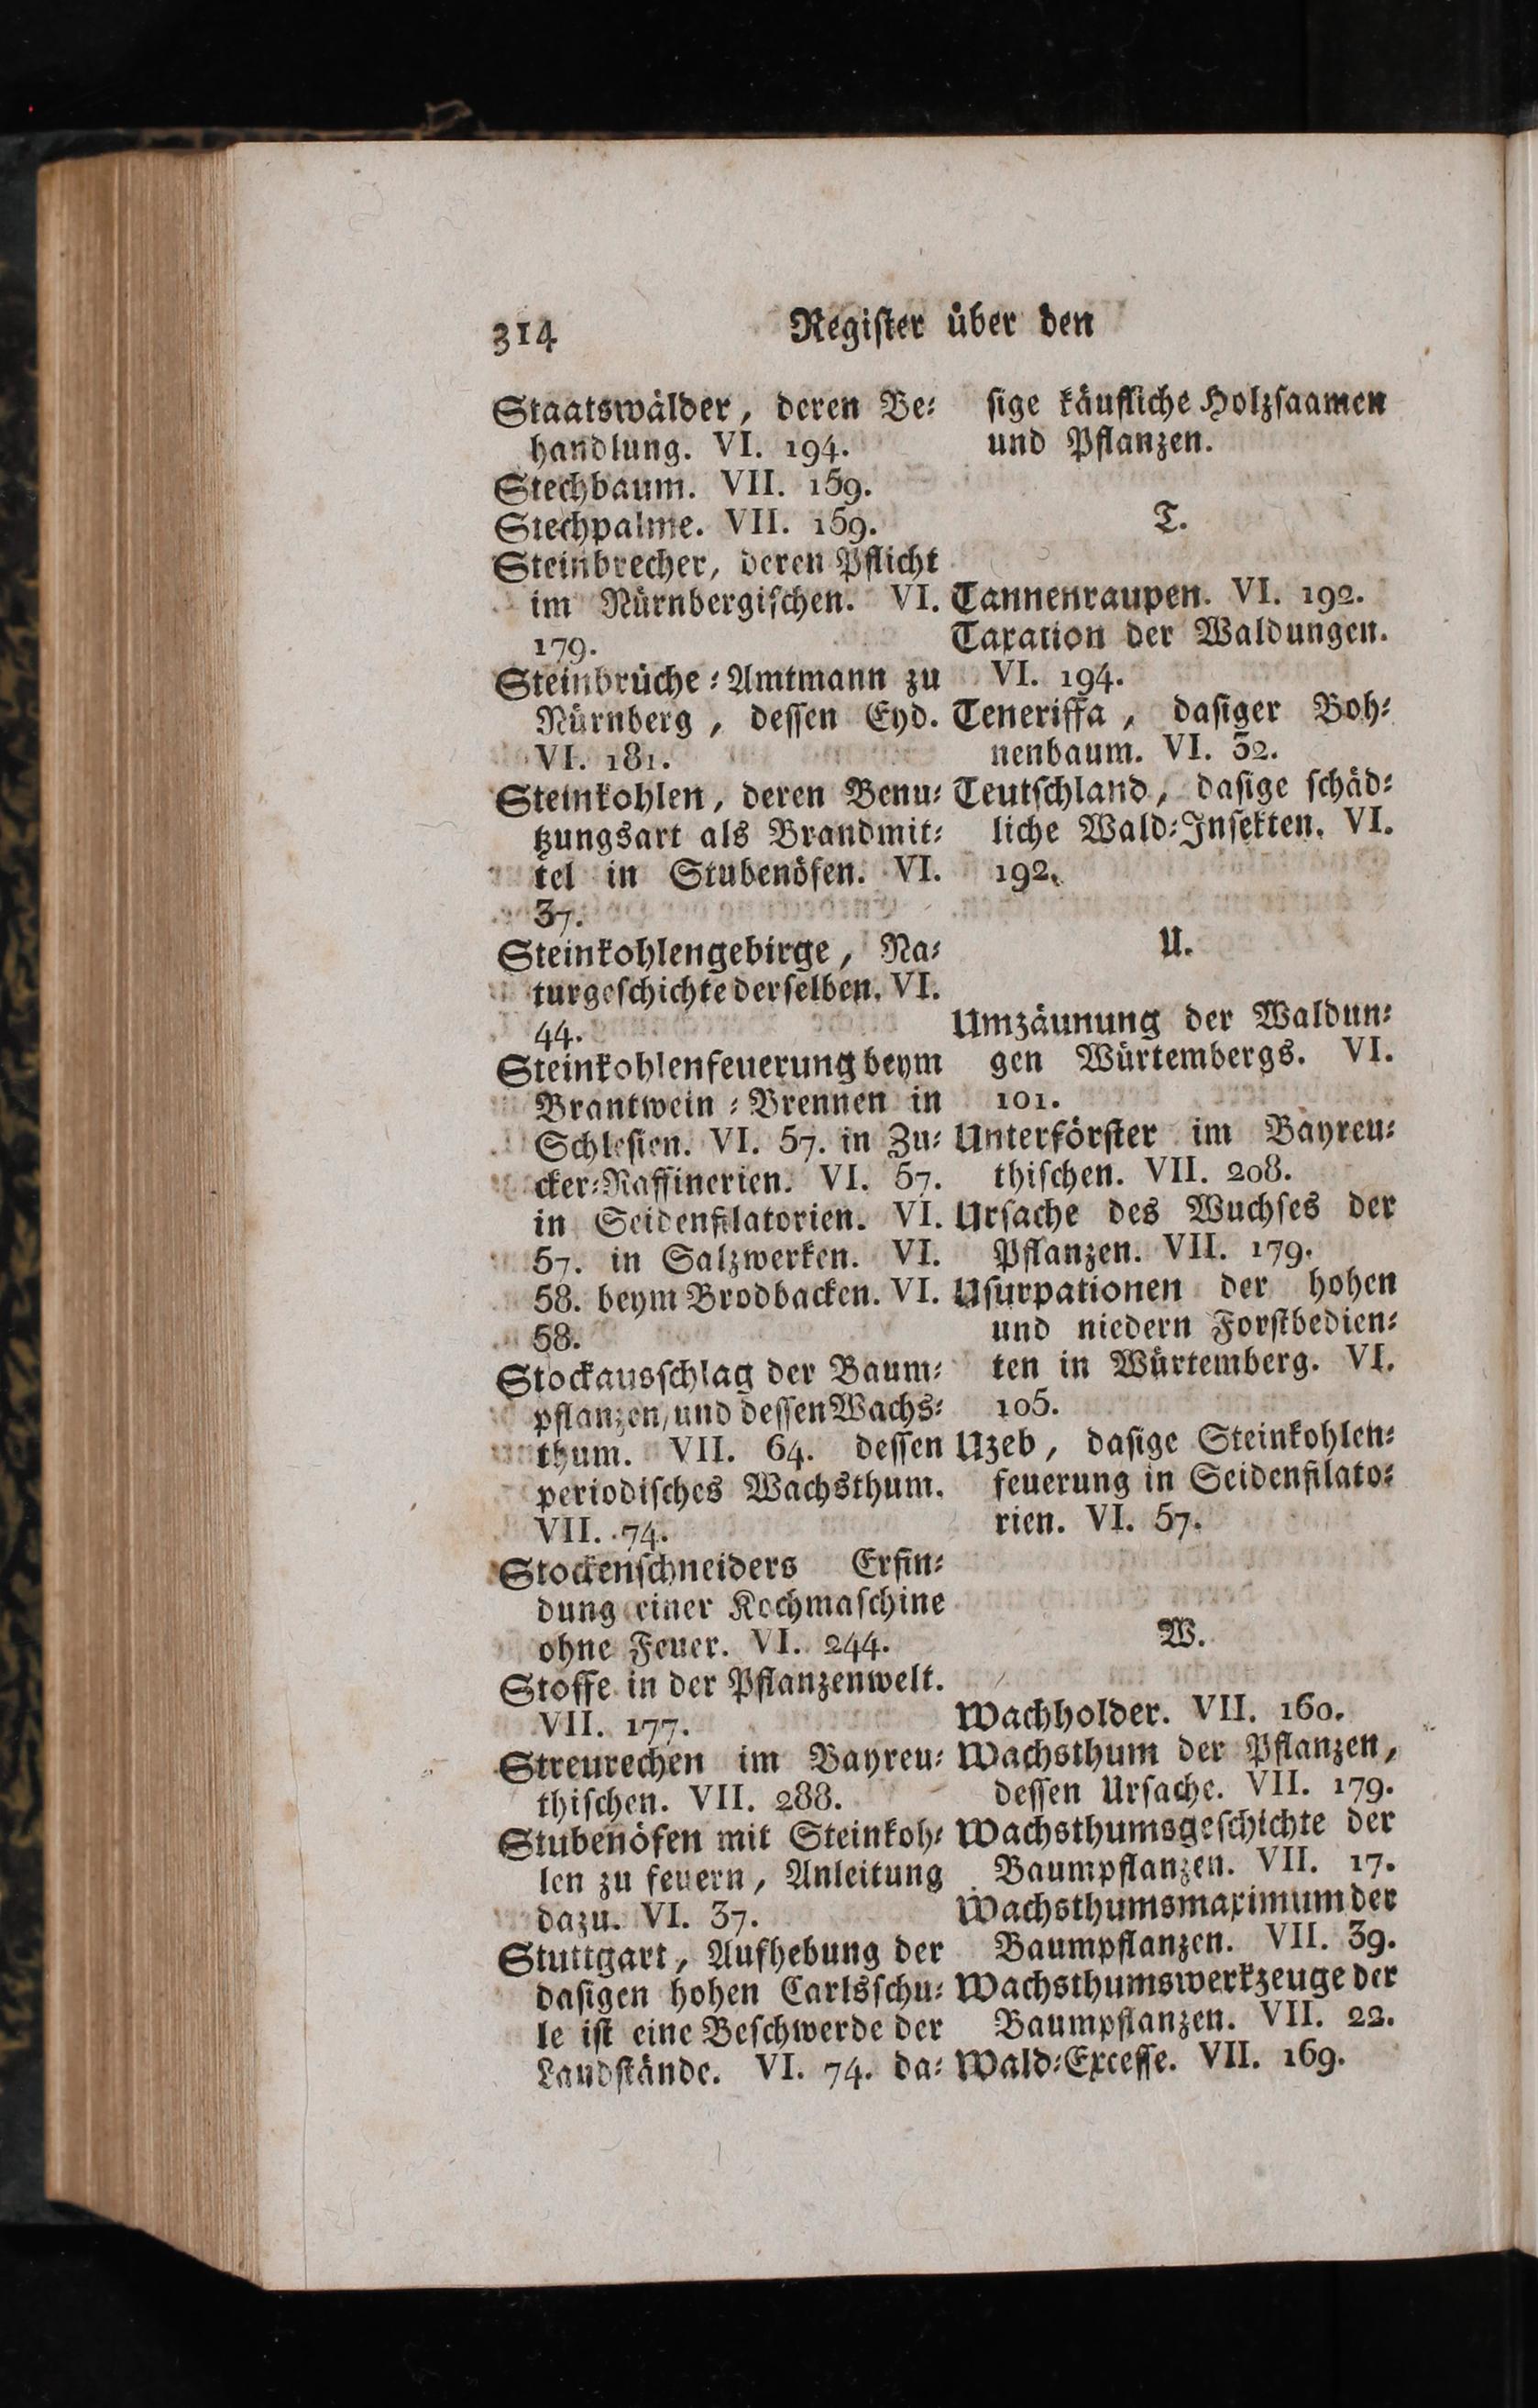 314
Register über den
Staatswälder, deren Be⸗
handlung. VI. 194.
Stechbaum. VII. 159.
Stechpalme. VII. 159.
Steinbrecher, deren Pflicht
im Nürnbergiſchen. VI.
179.
Steinbrüche⸗Amtmann zu
Nürnberg, deſſen Eyd.
VI. 181.
Steinkohlen, deren Benu⸗
tzungsart als Brandmit⸗
tel in Stubenöfen. VI.
37.
Steinkohlengebirge, Na⸗
turgeſchichte derſelben. VI.
44.
Steinkohlenfeuerung beym
Brantwein⸗Brennen in
Schleſien. VI. 57. in Zu⸗
cker⸗Raffinerien. VI. 57.
in Seidenfilatorien. VI.
57. in Salzwerken. VI.
58. beym Brodbacken. VI.
58.
Stockausſchlag der Baum⸗
pflanzen, und deſſen Wachs⸗
thum. VII. 64. deſſen
periodiſches Wachsthum.
VII. 74.
Stockenſchneiders Erfin⸗
dung einer Kochmaſchine
ohne Feuer. VI. 244.
Stoffe in der Pflanzenwelt.
VII. 177.
Streurechen im Bayreu⸗
thiſchen. VII. 288.
Stubenöfen mit Steinkoh⸗
len zu feuern, Anleitung
dazu. VI. 37.
Stuttgart, Aufhebung der
daſigen hohen Carlsſchu⸗
le iſt eine Beſchwerde der
Landſtände. VI. 74. da⸗
ſige käufliche Holzſaamen
und Pflanzen.
T.
Tannenraupen. VI. 192.
Taxation der Waldungen.
VI. 194.
Teneriffa, daſiger Boh⸗
nenbaum. VI. 52.
Teutſchland, daſige ſchäd⸗
liche Wald⸗Inſekten. VI.
192.
U.
Umzäunung der Waldun⸗
gen Würtembergs. VI.
101.
Unterförſter im Bayreu⸗
thiſchen. VII. 208.
Urſache des Wuchſes der
Pflanzen. VII. 179.
Uſurpationen der hohen
und niedern Forſtbedien⸗
ten in Würtemberg. VI.
105.
Uzeb, daſige Steinkohlen⸗
feuerung in Seidenfilato⸗
rien. VI. 57.
W.
Wachholder. VII. 160.
Wachsthum der Pflanzen,
deſſen Urſache. VII. 179.
Wachsthumsgeſchichte der
Baumpflanzen. VII. 17.
Wachsthumsmaximum der
Baumpflanzen. VII. 39.
Wachsthumswerkzeuge der
Baumpflanzen. VII. 22.
Wald⸗Exceſſe. VII. 169.